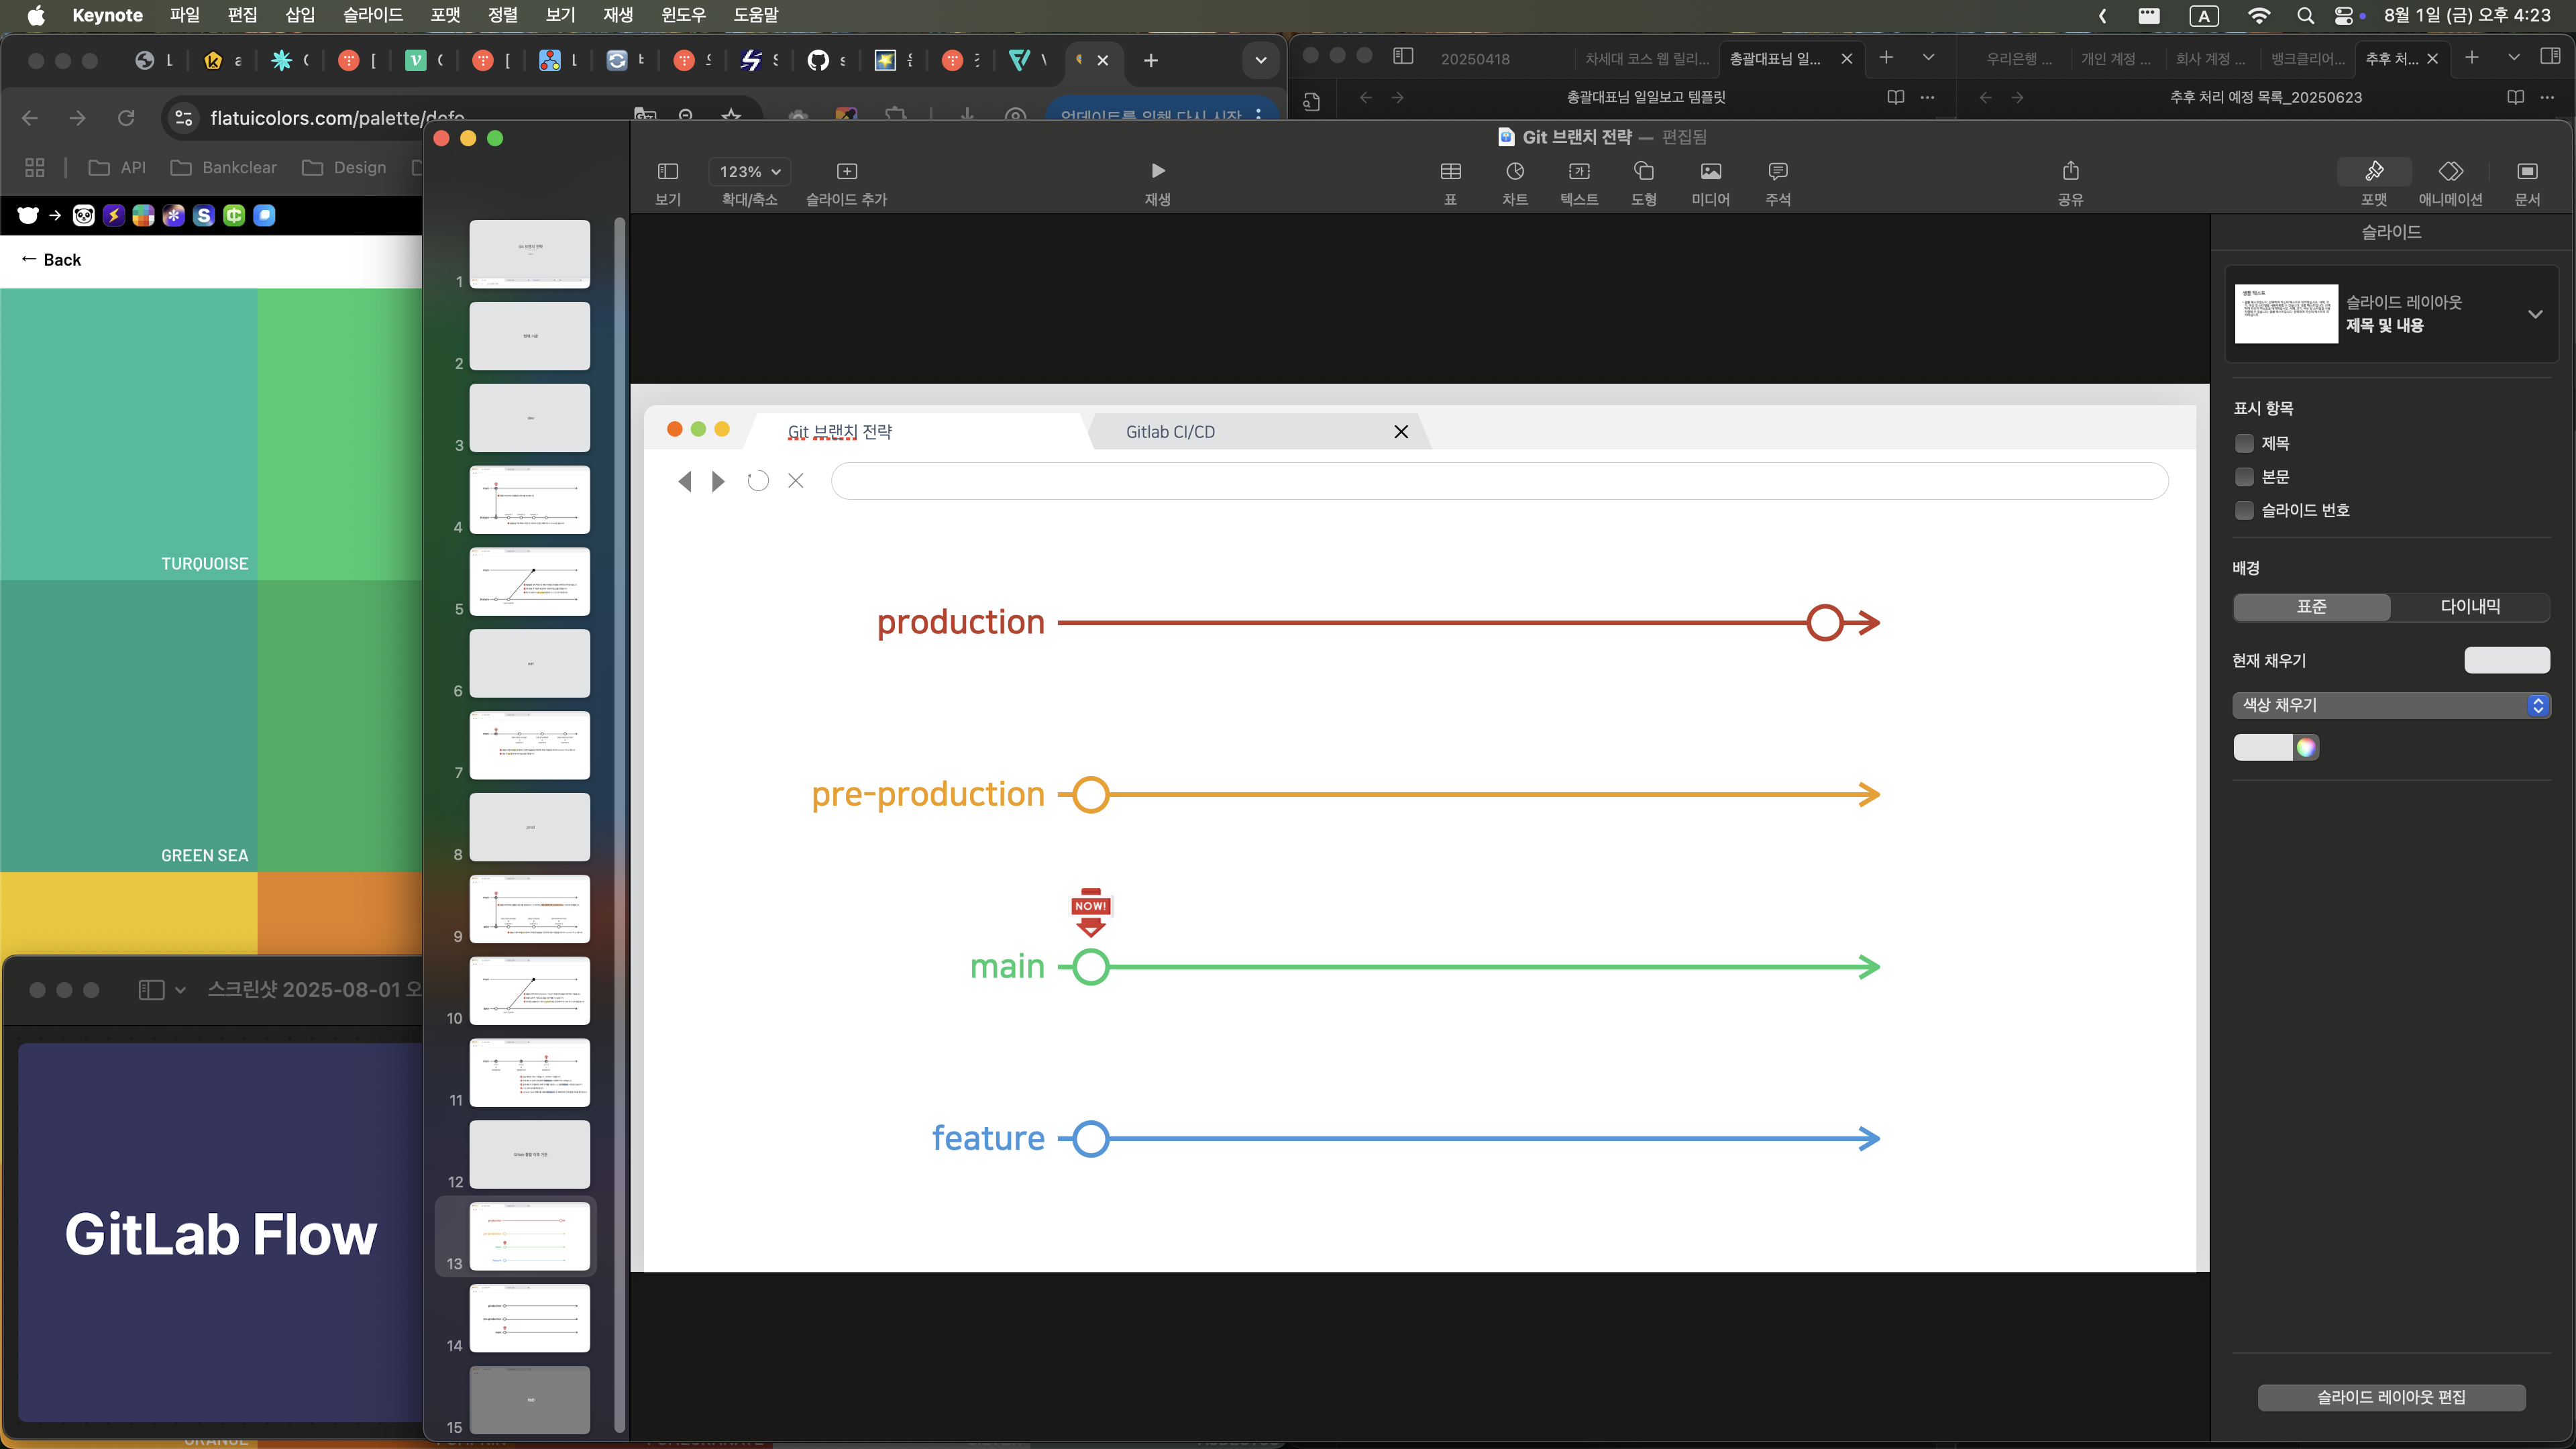 Keynote 파일 편집 삽입 슬라이드 포맷 정렬 보기 재생 윈도우 도움말
A 8월 1일 (금) 오후 4:23
20250418 차세대 코스 웹 릴리... 총괄대표님 일...
우리은행 ... 개인 계정 ... 회사 계정 ... 뱅크클리어... 추후 처...
총괄대표님 일일보고 템플릿
추후 처리 예정 목록_20250623
flatuicolors.com/palette/defo
업데이트를 위해 다시 시작
API Bankclear Design
← Back
TURQUOISE
GREEN SEA
스크린샷 2025-08-01 오
GitLab Flow
Git 브랜치 전략 — 편집됨
123%
보기 확대/축소 슬라이드 추가 재생 표 차트 텍스트 도형 미디어 주석 공유 포맷 애니메이션 문서
1
2
3
4
5
6
7
8
9
10
11
12
13
14
15
Git 브랜치 전략
Gitlab CI/CD
production
pre-production
NOW!
main
feature
슬라이드
슬라이드 레이아웃
제목 및 내용
표시 항목
제목
본문
슬라이드 번호
배경
표준 다이내믹
현재 채우기
색상 채우기
슬라이드 레이아웃 편집